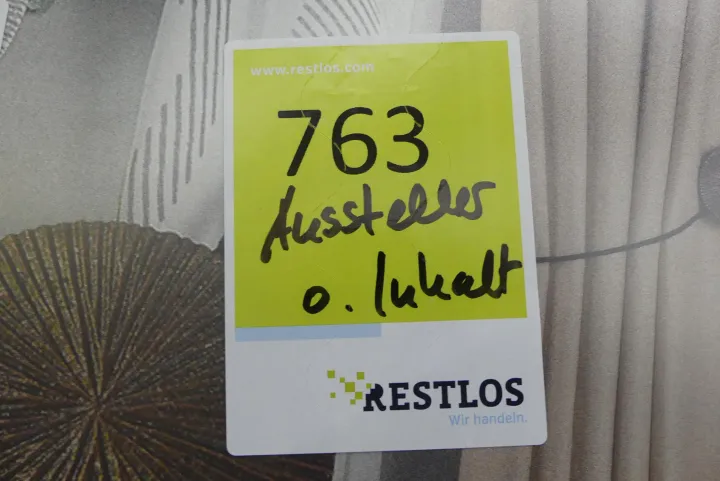 www.restlos.com
763
Aussteller
o. Inhalt
RESTLOS
Wir handeln.